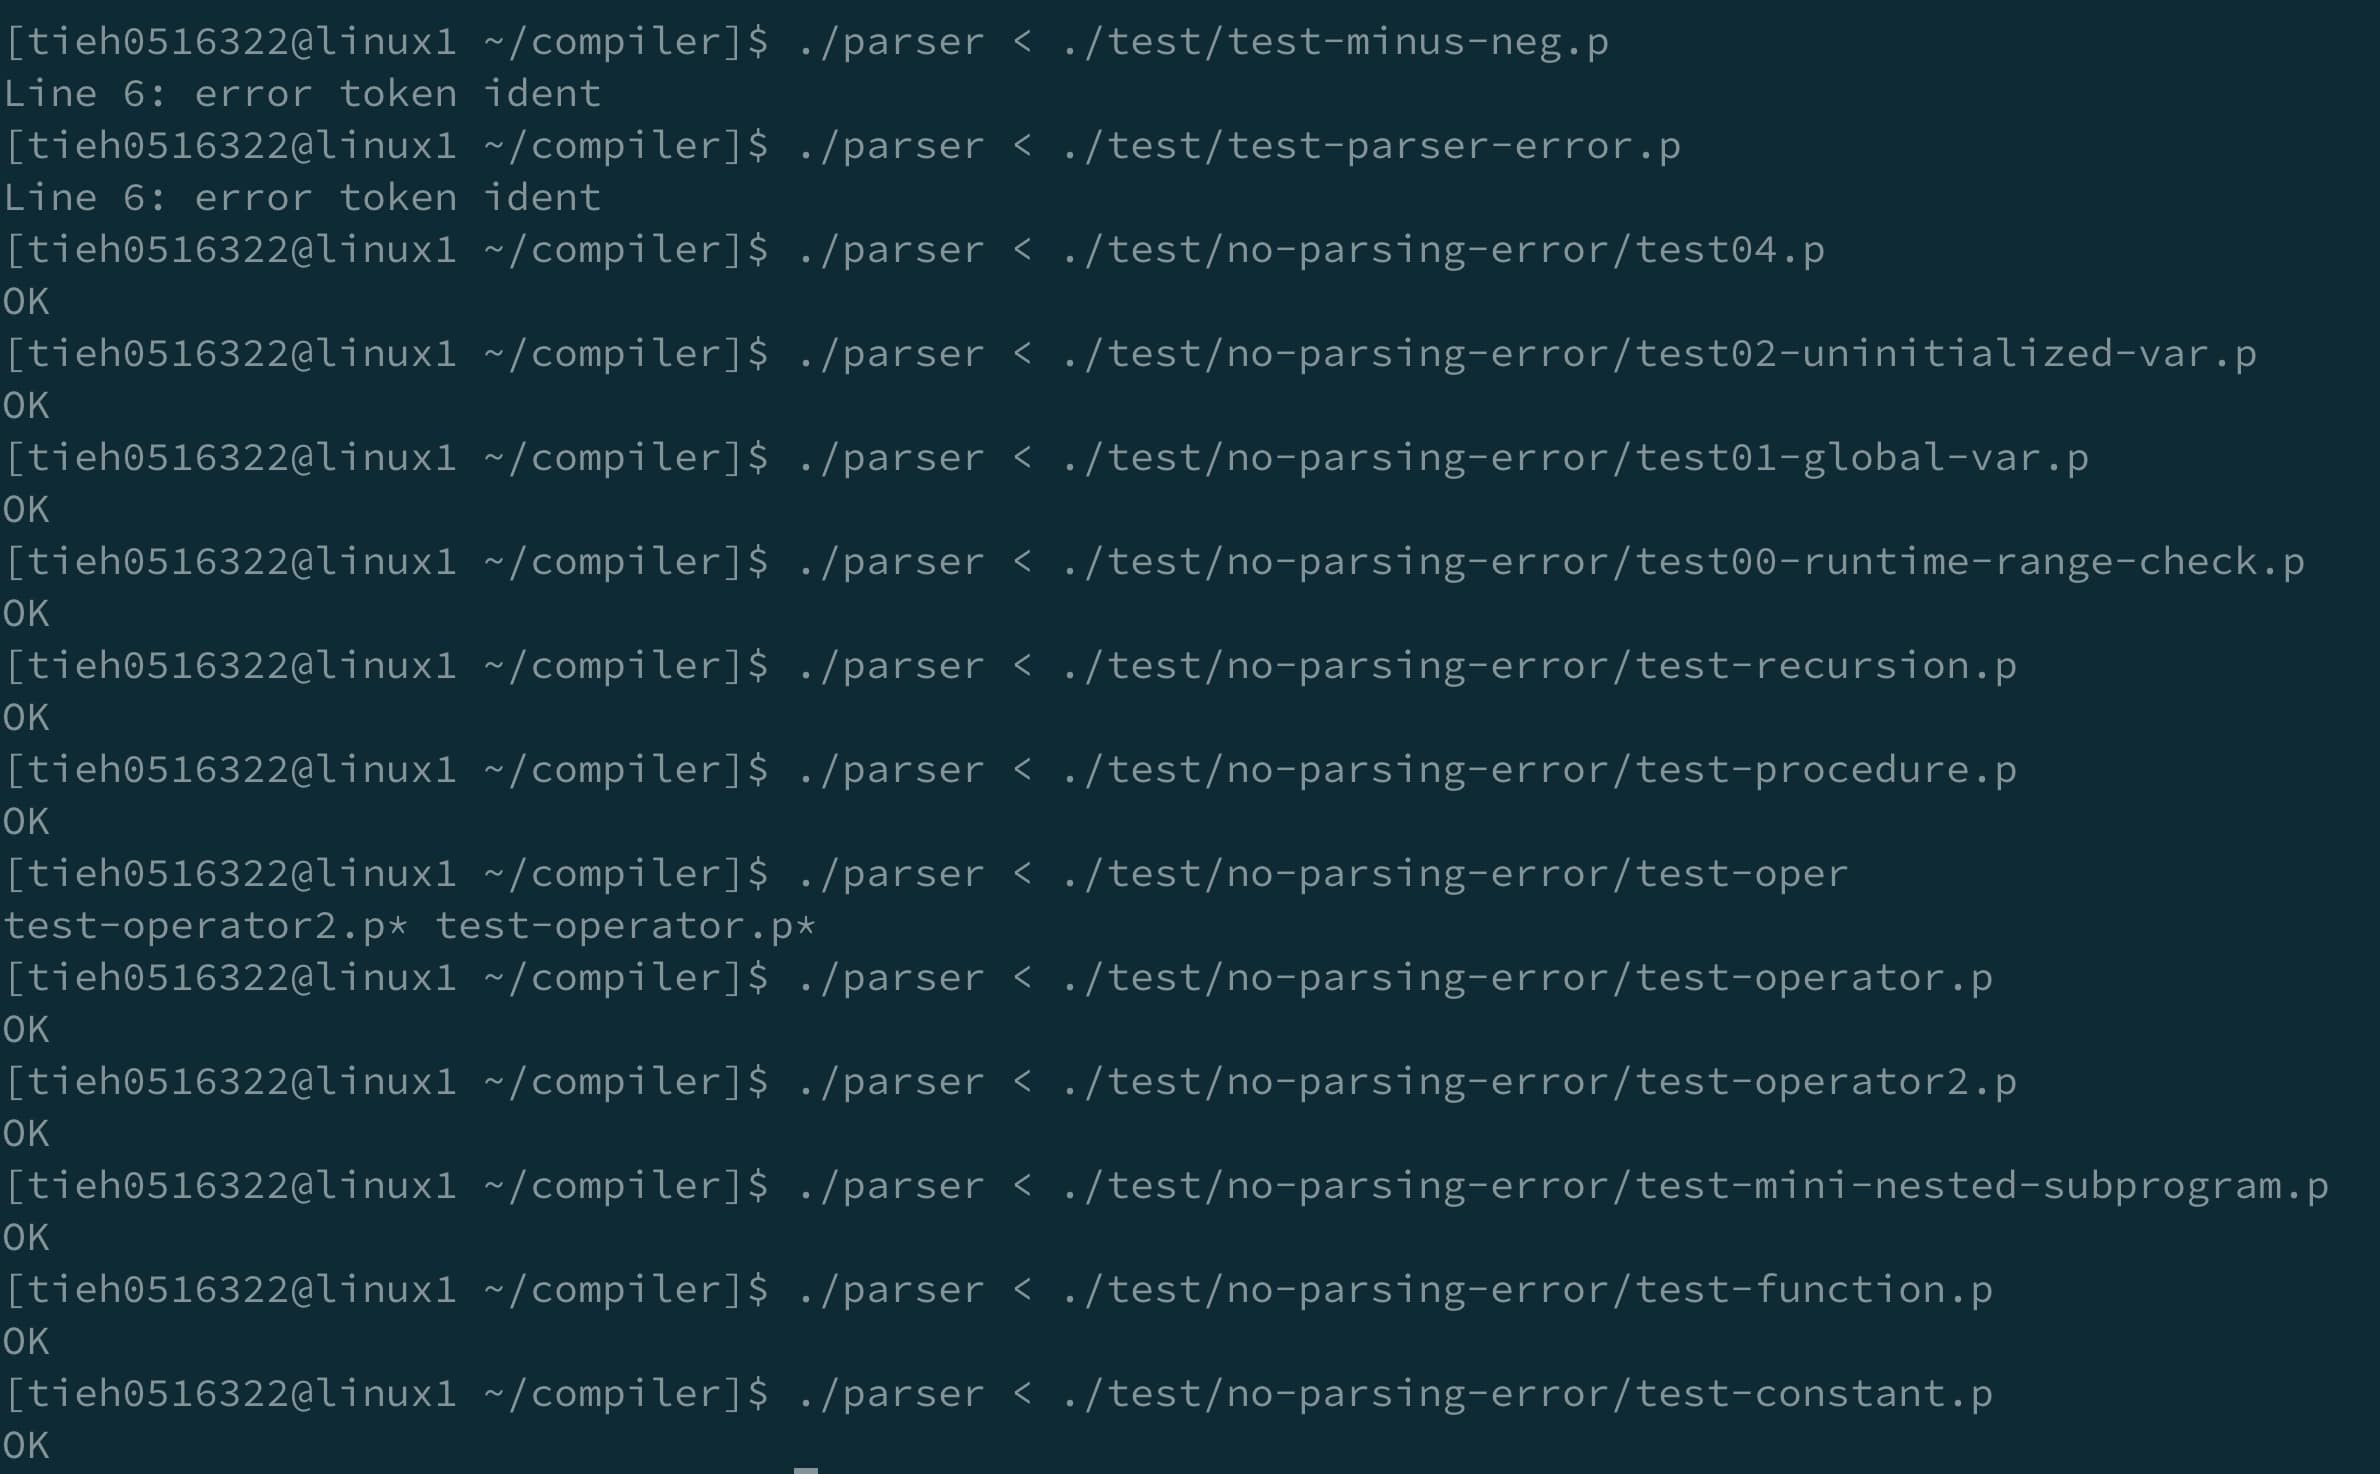 [tieh0516322@linux1 ~/compiler]$ ./parser < ./test/test-minus-neg.p
Line 6: error token ident
[tieh0516322@linux1 ~/compiler]$ ./parser < ./test/test-parser-error.p
Line 6: error token ident
[tieh0516322@linux1 ~/compiler]$ ./parser < ./test/no-parsing-error/test04.p
OK
[tieh0516322@linux1 ~/compiler]$ ./parser < ./test/no-parsing-error/test02-uninitialized-var.p
OK
[tieh0516322@linux1 ~/compiler]$ ./parser < ./test/no-parsing-error/test01-global-var.p
OK
[tieh0516322@linux1 ~/compiler]$ ./parser < ./test/no-parsing-error/test00-runtime-range-check.p
OK
[tieh0516322@linux1 ~/compiler]$ ./parser < ./test/no-parsing-error/test-recursion.p
OK
[tieh0516322@linux1 ~/compiler]$ ./parser < ./test/no-parsing-error/test-procedure.p
OK
[tieh0516322@linux1 ~/compiler]$ ./parser < ./test/no-parsing-error/test-oper
test-operator2.p* test-operator.p*
[tieh0516322@linux1 ~/compiler]$ ./parser < ./test/no-parsing-error/test-operator.p
OK
[tieh0516322@linux1 ~/compiler]$ ./parser < ./test/no-parsing-error/test-operator2.p
OK
[tieh0516322@linux1 ~/compiler]$ ./parser < ./test/no-parsing-error/test-mini-nested-subprogram.p
OK
[tieh0516322@linux1 ~/compiler]$ ./parser < ./test/no-parsing-error/test-function.p
OK
[tieh0516322@linux1 ~/compiler]$ ./parser < ./test/no-parsing-error/test-constant.p
OK